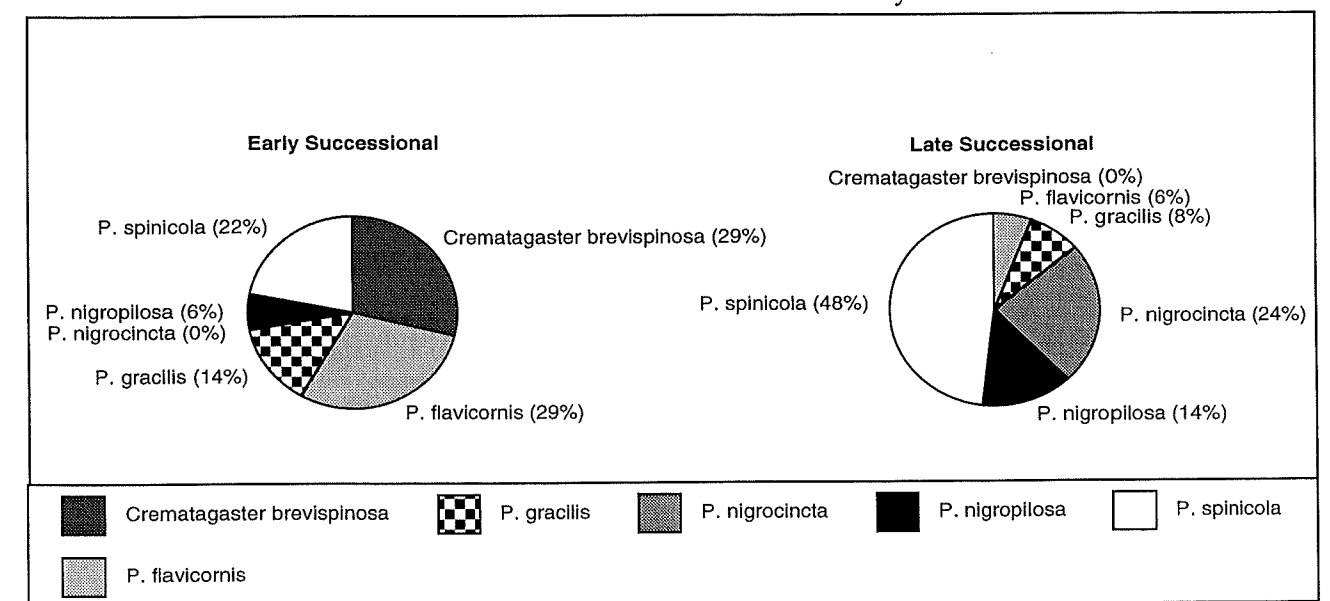 Early Successional
P. spinicola (22%)
Crematagaster brevispinosa (29%)
P. nigropilosa (6%)
P. nigrocincta (0%)
P. gracilis (14%)
P. flavicornis (29%)
Late Successional
Crematagaster brevispinosa (0%)
P. flavicornis (6%)
P. gracilis (8%)
P. spinicola (48%)
P. nigrocincta (24%)
P. nigropilosa (14%)
Crematagaster brevispinosa
P. gracilis
P. nigrocincta
P. nigropilosa
P. spinicola
P. flavicornis